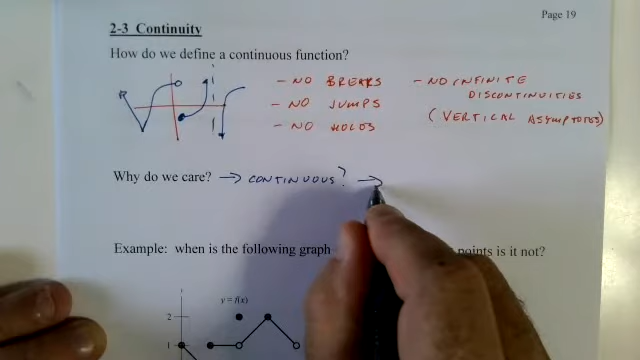 Page 19
2-3 Continuity
How do we define a continuous function?
- NO BREAKS
- NO JUMPS
- NO HOLES
- NO INFINITE
DISCONTINUITIES
(VERTICAL ASYMPTOTES)
Why do we care? → CONTINUOUS? →
Example: when is the following graph points is it not?
y = f(x)
2
1